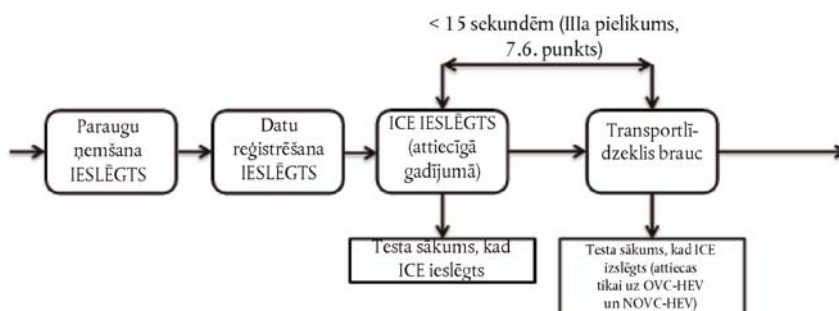 < 15 sekundēm (IIIa pielikums,
7.6. punkts)
Paraugu
ņemšana
IESLĒGTS
Datu
reģistrēšana
IESLĒGTS
ICE IESLĒGTS
(attiecīgā
gadījumā)
Transportlī-
dzeklis brauc
Testa sākums, kad
ICE ieslēgts
Testa sākums, kad ICE
izslēgts (attiecas
tikai uz OVC-HEV
un NOVC-HEV)